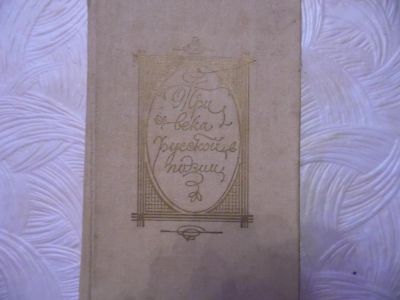 Три
века
русской
поэзии